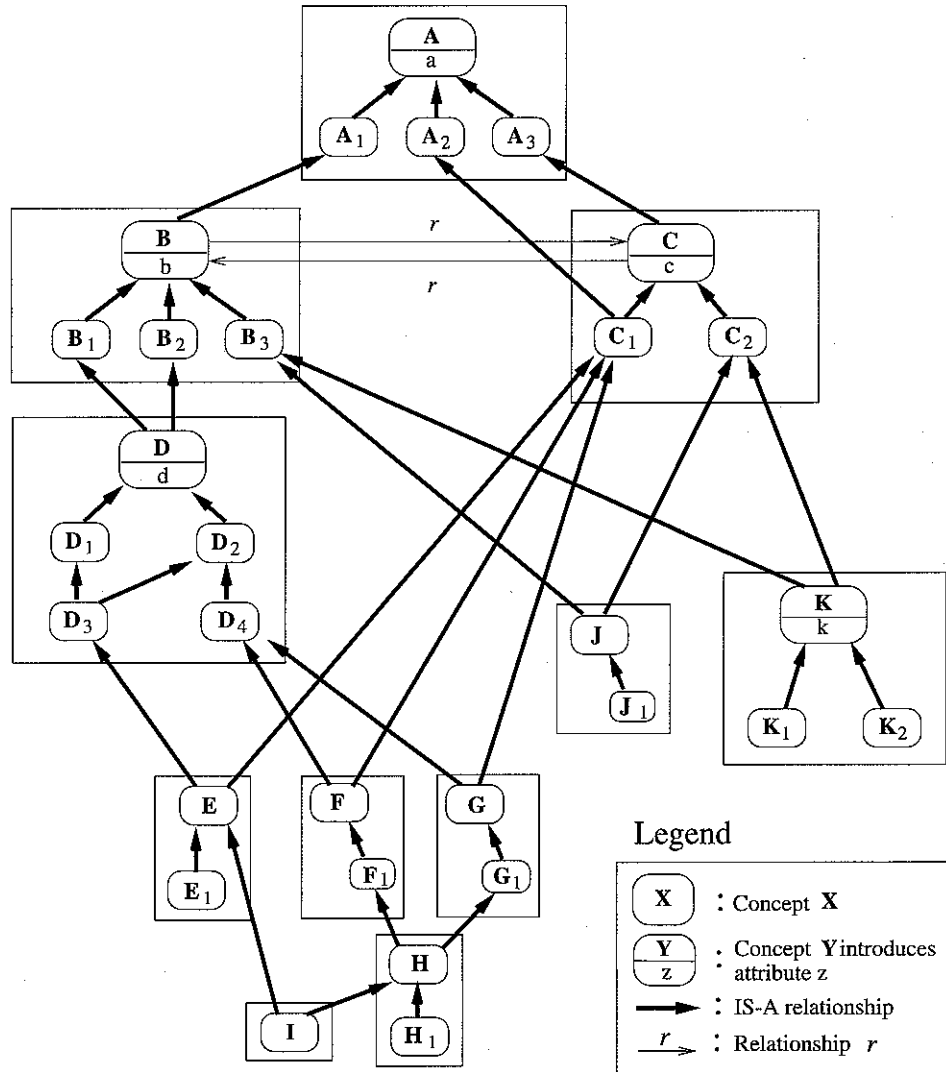 A
a
A1 A2 A3
B r C
b r c
B1 B2 B3 C1 C2
D
d
D1 D2
D3 D4
K
k
J
J1
K1 K2
E F G
E1 F1 G1
H
I H1
Legend
X : Concept X
Y
z : Concept Y introduces
attribute z
: IS-A relationship
r : Relationship r